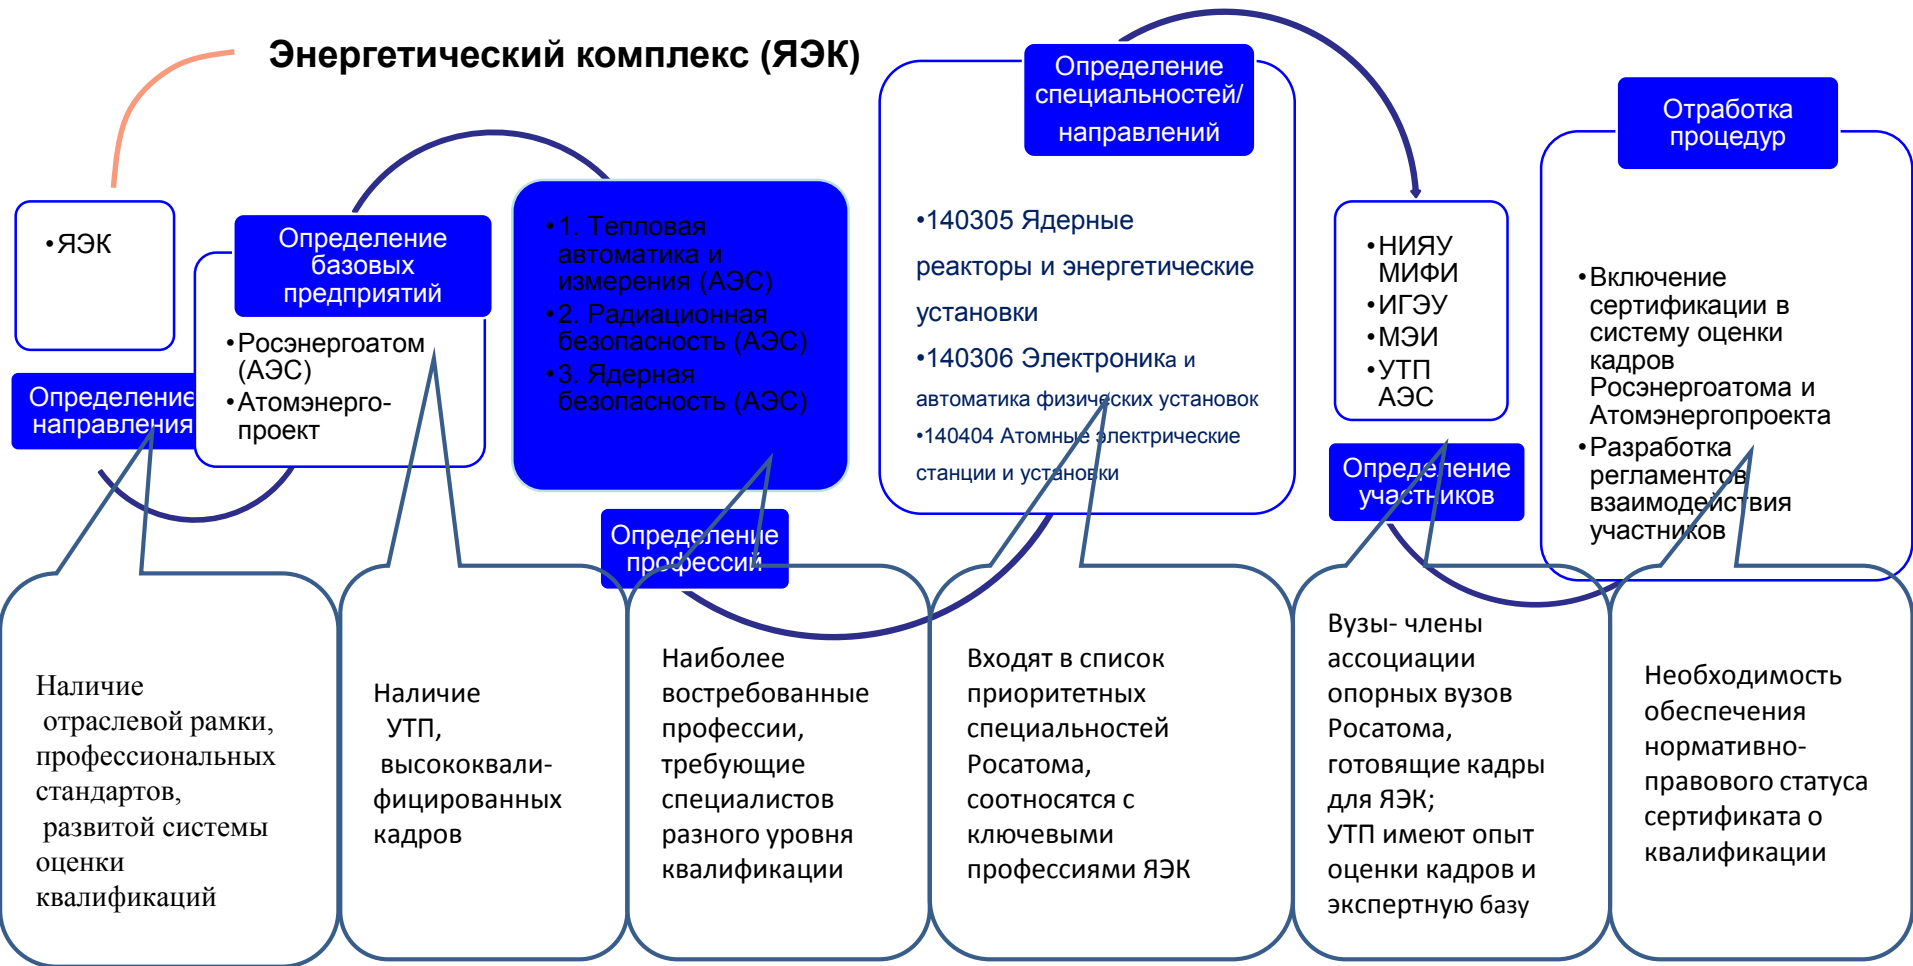 Энергетический комплекс (ЯЭК)
•ЯЭК
Определение
направления
Определение
базовых
предприятий
•Росэнергоатом
(АЭС)
•Атомэнерго-
проект
•1. Тепловая
автоматика и
измерения (АЭС)
•2. Радиационная
безопасность (АЭС)
•3. Ядерная
безопасность (АЭС)
Определение
профессий
Определение
специальностей/
направлений
•140305 Ядерные
реакторы и энергетические
установки
•140306 Электроника и
автоматика физических установок
•140404 Атомные электрические
станции и установки
•НИЯУ
МИФИ
•ИГЭУ
•МЭИ
•УТП
АЭС
Определение
участников
Отработка
процедур
•Включение
сертификации в
систему оценки
кадров
Росэнергоатома и
Атомэнергопроекта
•Разработка
регламентов
взаимодействия
участников
Наличие
отраслевой рамки,
профессиональных
стандартов,
развитой системы
оценки
квалификаций
Наличие
УТП,
высококвали-
фицированных
кадров
Наиболее
востребованные
профессии,
требующие
специалистов
разного уровня
квалификации
Входят в список
приоритетных
специальностей
Росатома,
соотносятся с
ключевыми
профессиями ЯЭК
Вузы- члены
ассоциации
опорных вузов
Росатома,
готовящие кадры
для ЯЭК;
УТП имеют опыт
оценки кадров и
экспертную базу
Необходимость
обеспечения
нормативно-
правового статуса
сертификата о
квалификации